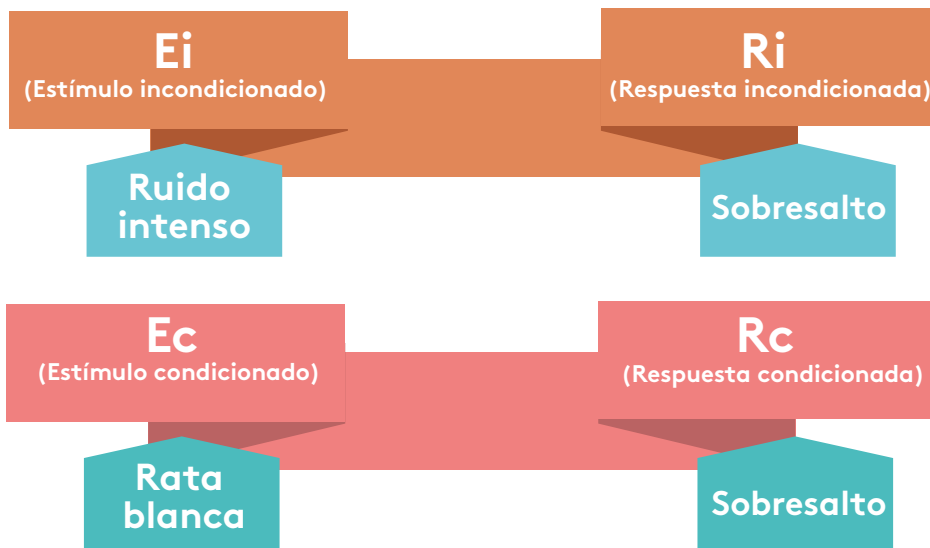 Ei
(Estímulo incondicionado)
Ri
(Respuesta incondicionada)
Ruido
intenso
Sobresalto
Ec
(Estímulo condicionado)
Rc
(Respuesta condicionada)
Rata
blanca
Sobresalto